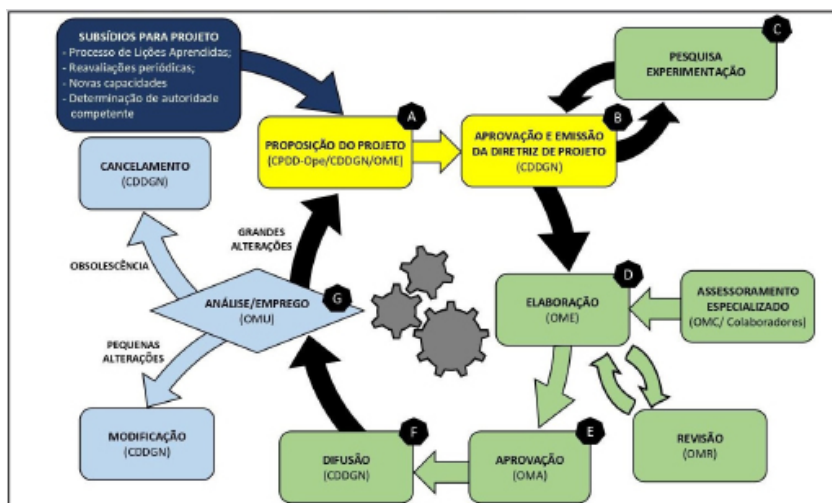 SUBSÍDIOS PARA PROJETO
- Processo de Lições Aprendidas;
- Reavaliações periódicas;
- Novas capacidades
- Determinação de autoridade
competente
C
PESQUISA
EXPERIMENTAÇÃO
A
PROPOSIÇÃO DO PROJETO
(CPDD-Ope/CDDGN/OME)
B
APROVAÇÃO E EMISSÃO
DA DIRETRIZ DE PROJETO
(CDDGN)
CANCELAMENTO
(CDDGN)
GRANDES
ALTERAÇÕES
OBSOLESCÊNCIA
G
ANÁLISE/EMPREGO
(OMU)
D
ELABORAÇÃO
(OME)
ASSESSORAMENTO
ESPECIALIZADO
(OMC/ Colaboradores)
PEQUENAS
ALTERAÇÕES
MODIFICAÇÃO
(CDDGN)
F
DIFUSÃO
(CDDGN)
E
APROVAÇÃO
(OMA)
REVISÃO
(OMR)